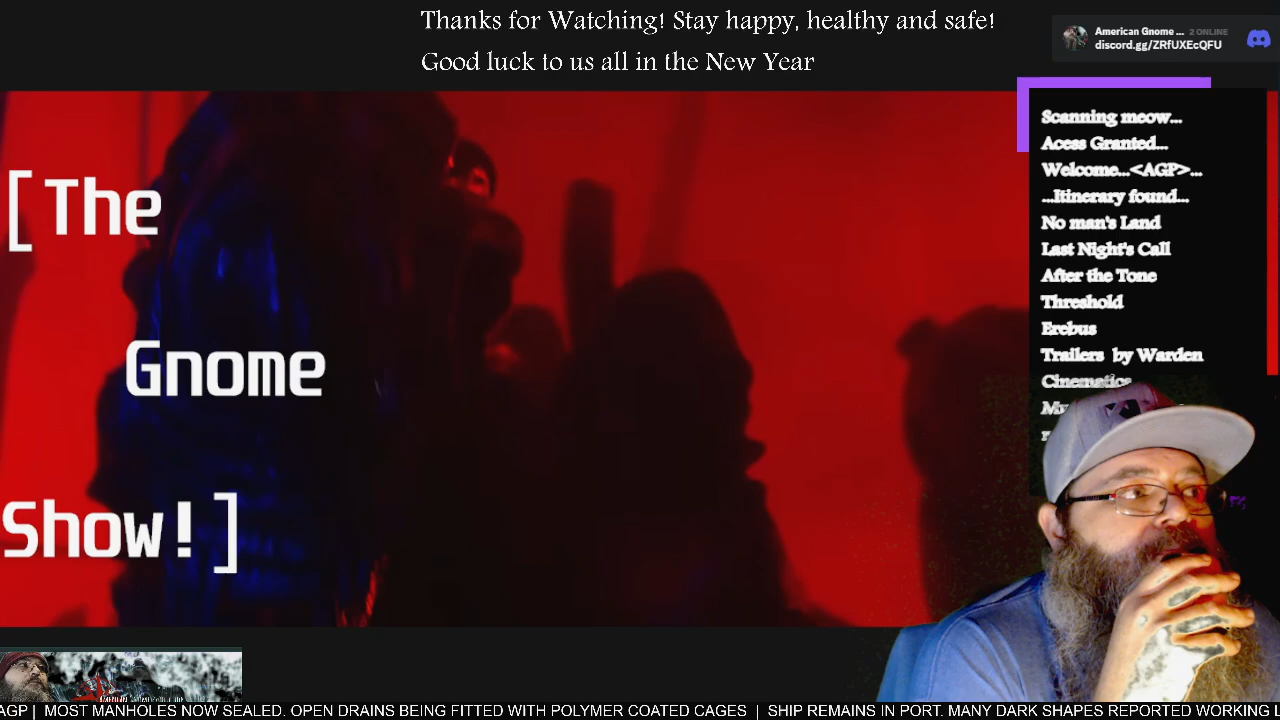 Thanks for Watching! Stay happy, healthy and safe!
Good luck to us all in the New Year
American Gnome ... 2 ONLINE
discord.gg/ZRfUXEcQFU
[The
Gnome
Show!]
Scanning meow...
Acess Granted...
Welcome...<AGP>...
...Itinerary found...
No man's Land
Last Night's Call
After the Tone
Threshold
Erebus
Trailers by Warden
Cinematics
AGP | MOST MANHOLES NOW SEALED. OPEN DRAINS BEING FITTED WITH POLYMER COATED CAGES | SHIP REMAINS IN PORT. MANY DARK SHAPES REPORTED WORKING